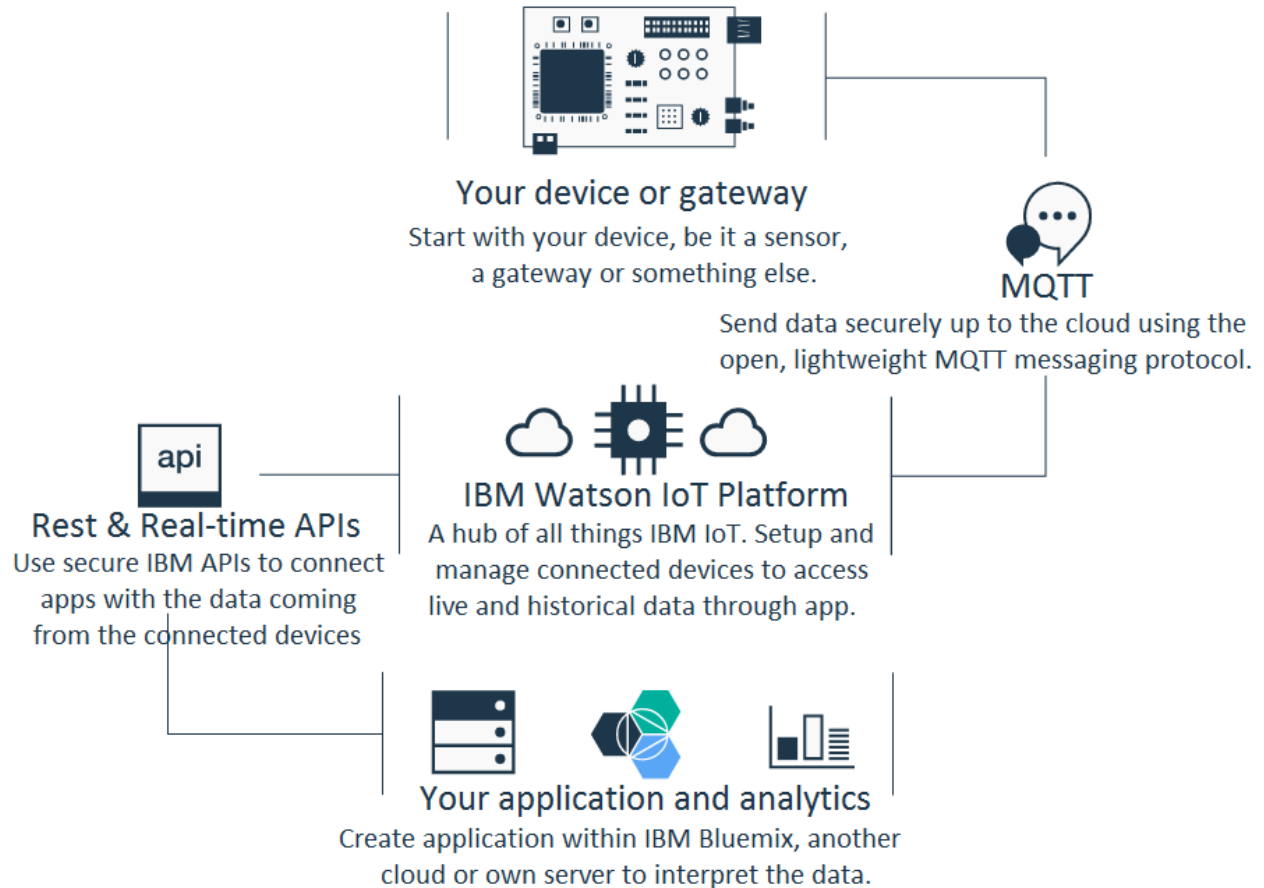 Your device or gateway
Start with your device, be it a sensor,
a gateway or something else.
MQTT
Send data securely up to the cloud using the
open, lightweight MQTT messaging protocol.
api
Rest & Real-time APIs
Use secure IBM APIs to connect
apps with the data coming
from the connected devices
IBM Watson IoT Platform
A hub of all things IBM IoT. Setup and
manage connected devices to access
live and historical data through app.
Your application and analytics
Create application within IBM Bluemix, another
cloud or own server to interpret the data.